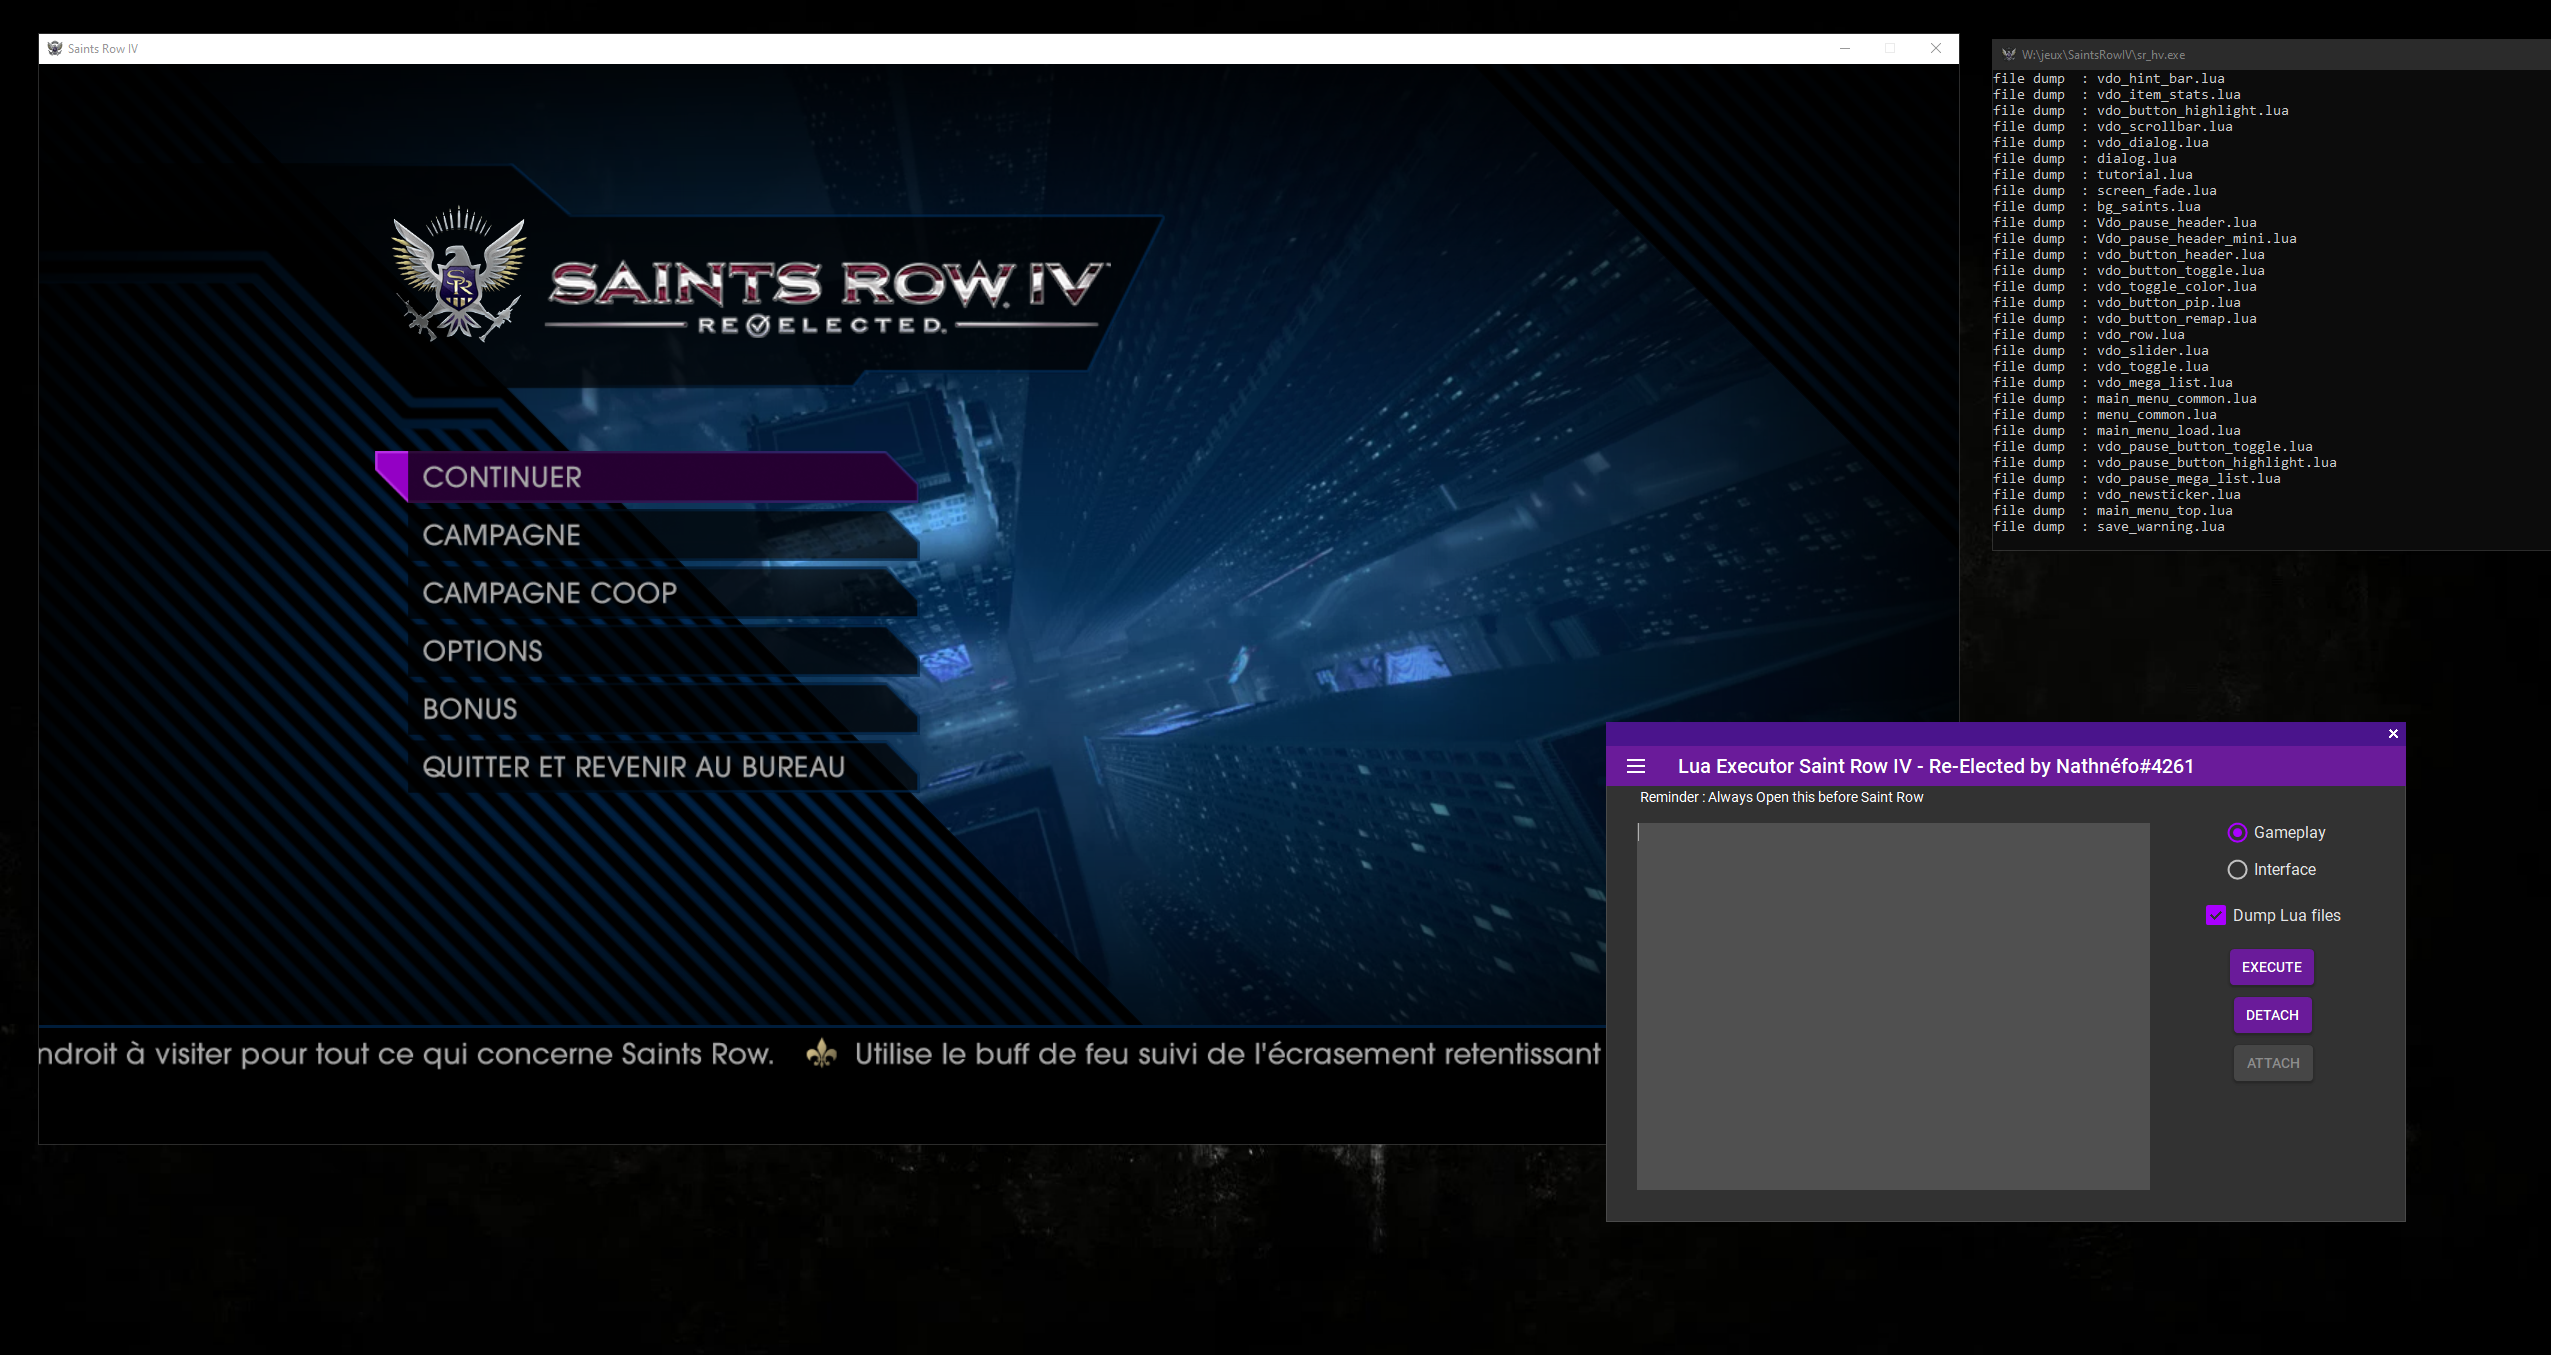 Saints Row IV
SR
SAINTS ROW IV™
RE ELECTED.
CONTINUER
CAMPAGNE
CAMPAGNE COOP
OPTIONS
BONUS
QUITTER ET REVENIR AU BUREAU
ndroit à visiter pour tout ce qui concerne Saints Row. Utilise le buff de feu suivi de l'écrasement retentissant
W:\jeux\SaintsRowIV\sr_hv.exe
file dump  : vdo_hint_bar.lua
file dump  : vdo_item_stats.lua
file dump  : vdo_button_highlight.lua
file dump  : vdo_scrollbar.lua
file dump  : vdo_dialog.lua
file dump  : dialog.lua
file dump  : tutorial.lua
file dump  : screen_fade.lua
file dump  : bg_saints.lua
file dump  : Vdo_pause_header.lua
file dump  : Vdo_pause_header_mini.lua
file dump  : vdo_button_header.lua
file dump  : vdo_button_toggle.lua
file dump  : vdo_toggle_color.lua
file dump  : vdo_button_pip.lua
file dump  : vdo_button_remap.lua
file dump  : vdo_row.lua
file dump  : vdo_slider.lua
file dump  : vdo_toggle.lua
file dump  : vdo_mega_list.lua
file dump  : main_menu_common.lua
file dump  : menu_common.lua
file dump  : main_menu_load.lua
file dump  : vdo_pause_button_toggle.lua
file dump  : vdo_pause_button_highlight.lua
file dump  : vdo_pause_mega_list.lua
file dump  : vdo_newsticker.lua
file dump  : main_menu_top.lua
file dump  : save_warning.lua
Lua Executor Saint Row IV - Re-Elected by Nathnéfo#4261
Reminder : Always Open this before Saint Row
Gameplay
Interface
Dump Lua files
EXECUTE
DETACH
ATTACH